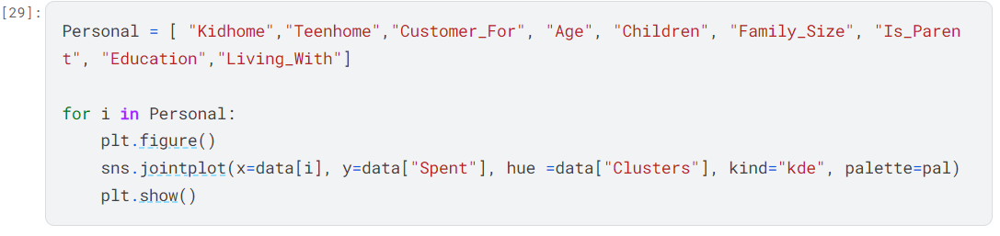 [29]:
Personal = [ "Kidhome","Teenhome","Customer_For", "Age", "Children", "Family_Size", "Is_Paren
t", "Education","Living_With"]
for i in Personal:
    plt.figure()
    sns.jointplot(x=data[i], y=data["Spent"], hue =data["Clusters"], kind="kde", palette=pal)
    plt.show()